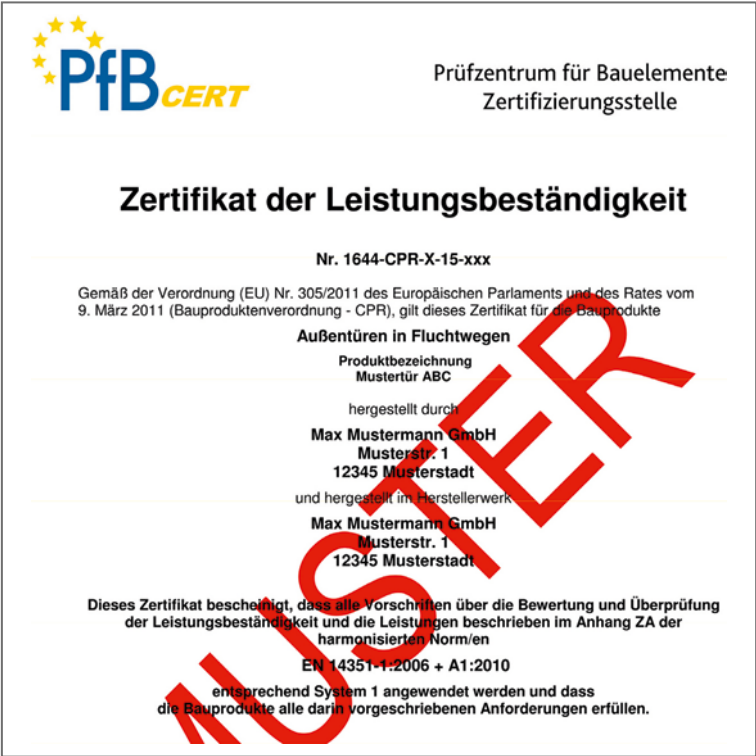 PfB CERT
Prüfzentrum für Bauelemente
Zertifizierungsstelle
Zertifikat der Leistungsbeständigkeit
Nr. 1644-CPR-X-15-xxx
Gemäß der Verordnung (EU) Nr. 305/2011 des Europäischen Parlaments und des Rates vom
9. März 2011 (Bauproduktenverordnung - CPR), gilt dieses Zertifikat für die Bauprodukte
Außentüren in Fluchtwegen
Produktbezeichnung
Mustertür ABC
hergestellt durch
Max Mustermann GmbH
Musterstr. 1
12345 Musterstadt
und hergestellt im Herstellerwerk
Max Mustermann GmbH
Musterstr. 1
12345 Musterstadt
Dieses Zertifikat bescheinigt, dass alle Vorschriften über die Bewertung und Überprüfung
der Leistungsbeständigkeit und die Leistungen beschrieben im Anhang ZA der
harmonisierten Norm/en
EN 14351-1:2006 + A1:2010
entsprechend System 1 angewendet werden und dass
die Bauprodukte alle darin vorgeschriebenen Anforderungen erfüllen.
MUSTER